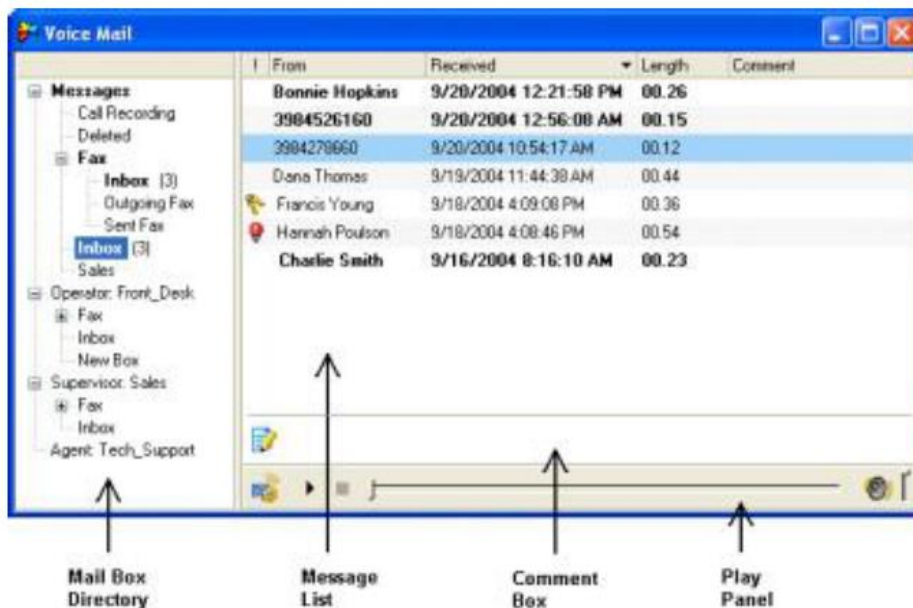 Voice Mail
! From Received Length Comment
Messages
Call Recording
Deleted
Fax
Inbox (3)
Outgoing Fax
Sent Fax
Inbox (3)
Sales
Operator: Front_Desk
Fax
Inbox
New Box
Supervisor: Sales
Fax
Inbox
Agent: Tech_Support
Bonnie Hopkins 9/20/2004 12:21:58 PM 00.26
3984526160 9/20/2004 12:56:08 AM 00.15
3984278660 9/20/2004 10:54:17 AM 00.12
Dana Thomas 9/19/2004 11:44:38 AM 00.44
Francis Young 9/18/2004 4:09:08 PM 00.36
Hannah Poulson 9/18/2004 4:08:46 PM 00.54
Charlie Smith 9/16/2004 8:16:10 AM 00.23
Mail Box
Directory
Message
List
Comment
Box
Play
Panel